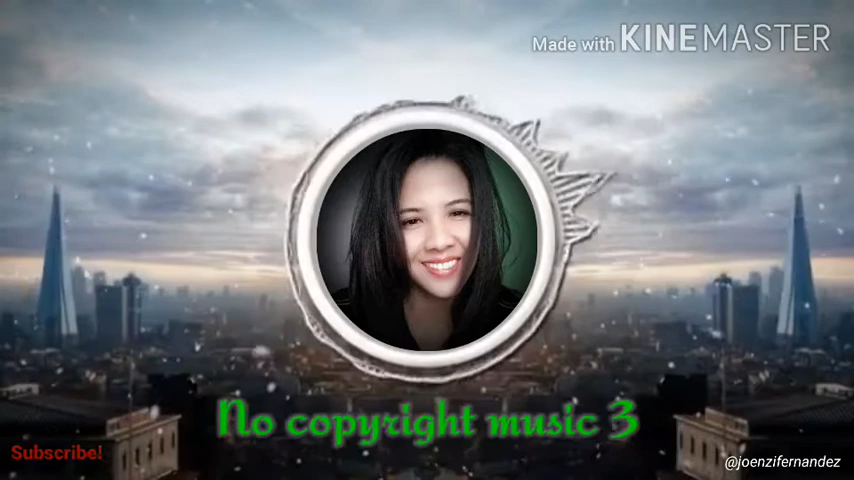 Made with KINEMASTER
No copyright music 3
Subscribe!
@joenzifernandez